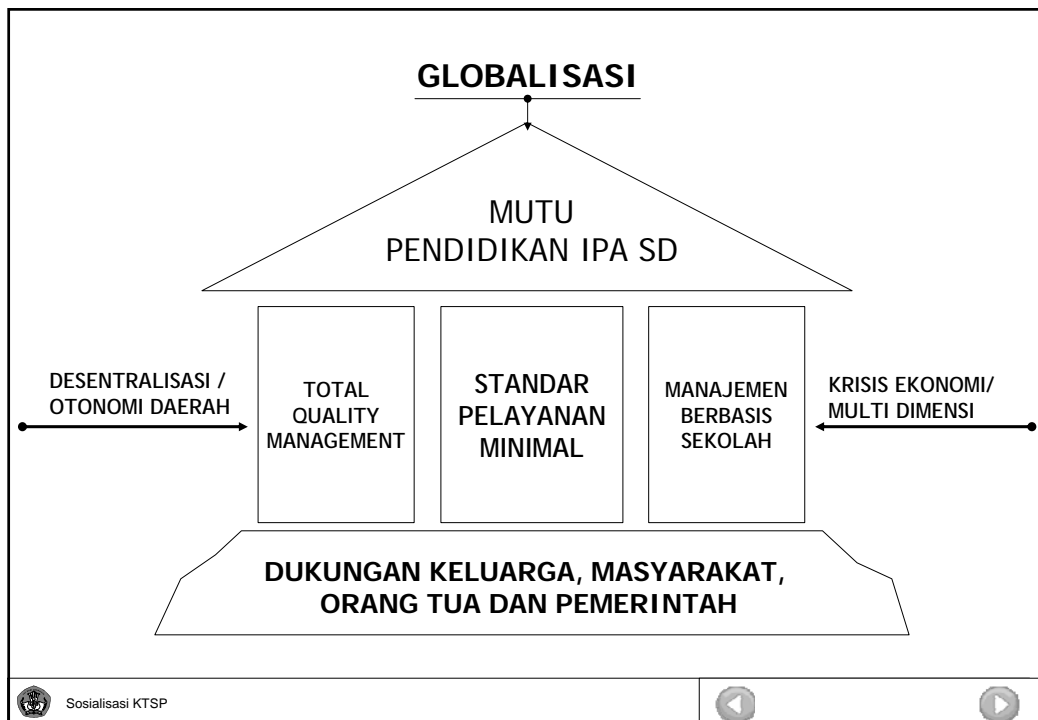 GLOBALISASI
MUTU
PENDIDIKAN IPA SD
DESENTRALISASI /
OTONOMI DAERAH
TOTAL
QUALITY
MANAGEMENT
STANDAR
PELAYANAN
MINIMAL
MANAJEMEN
BERBASIS
SEKOLAH
KRISIS EKONOMI/
MULTI DIMENSI
DUKUNGAN KELUARGA, MASYARAKAT,
ORANG TUA DAN PEMERINTAH
Sosialisasi KTSP